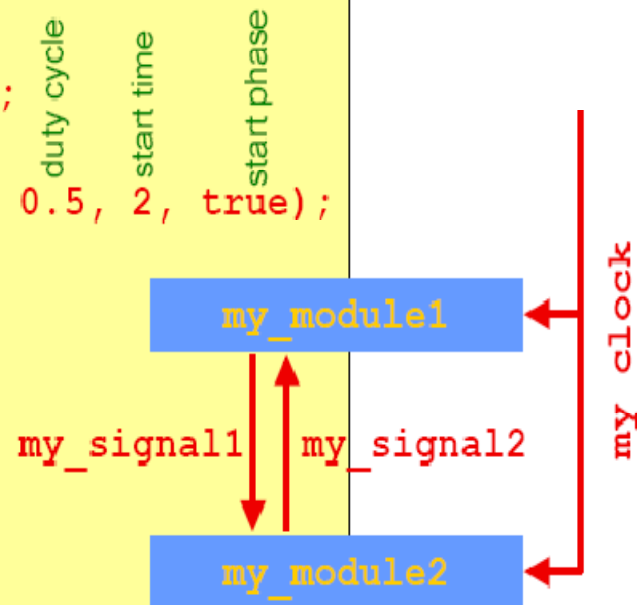 duty cycle
start time
start phase
;
0.5, 2, true);
my_module1
my clock
my_signal1
my_signal2
my_module2